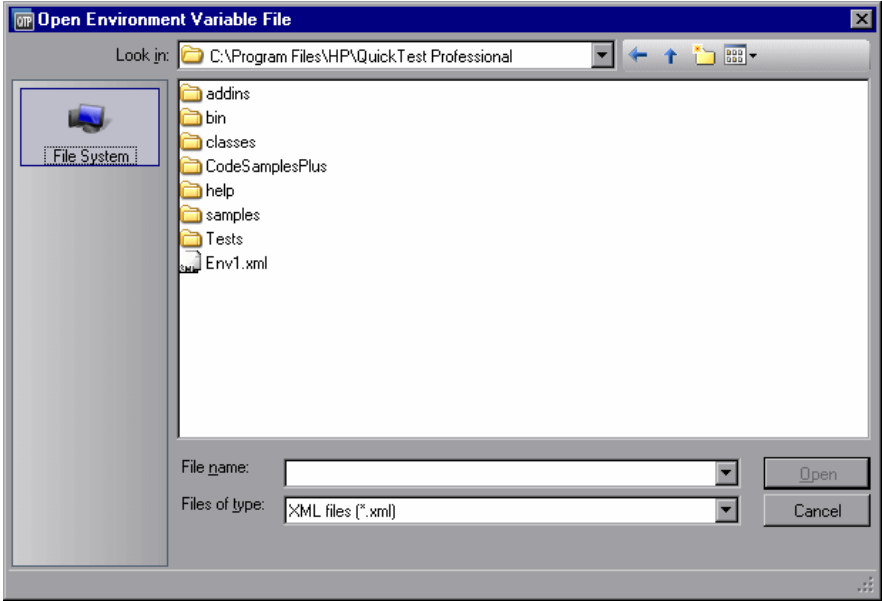 QTP Open Environment Variable File
Look in: C:\Program Files\HP\QuickTest Professional
File System
addins
bin
classes
CodeSamplesPlus
help
samples
Tests
Env1.xml
File name:
Open
Files of type: XML files (*.xml)
Cancel